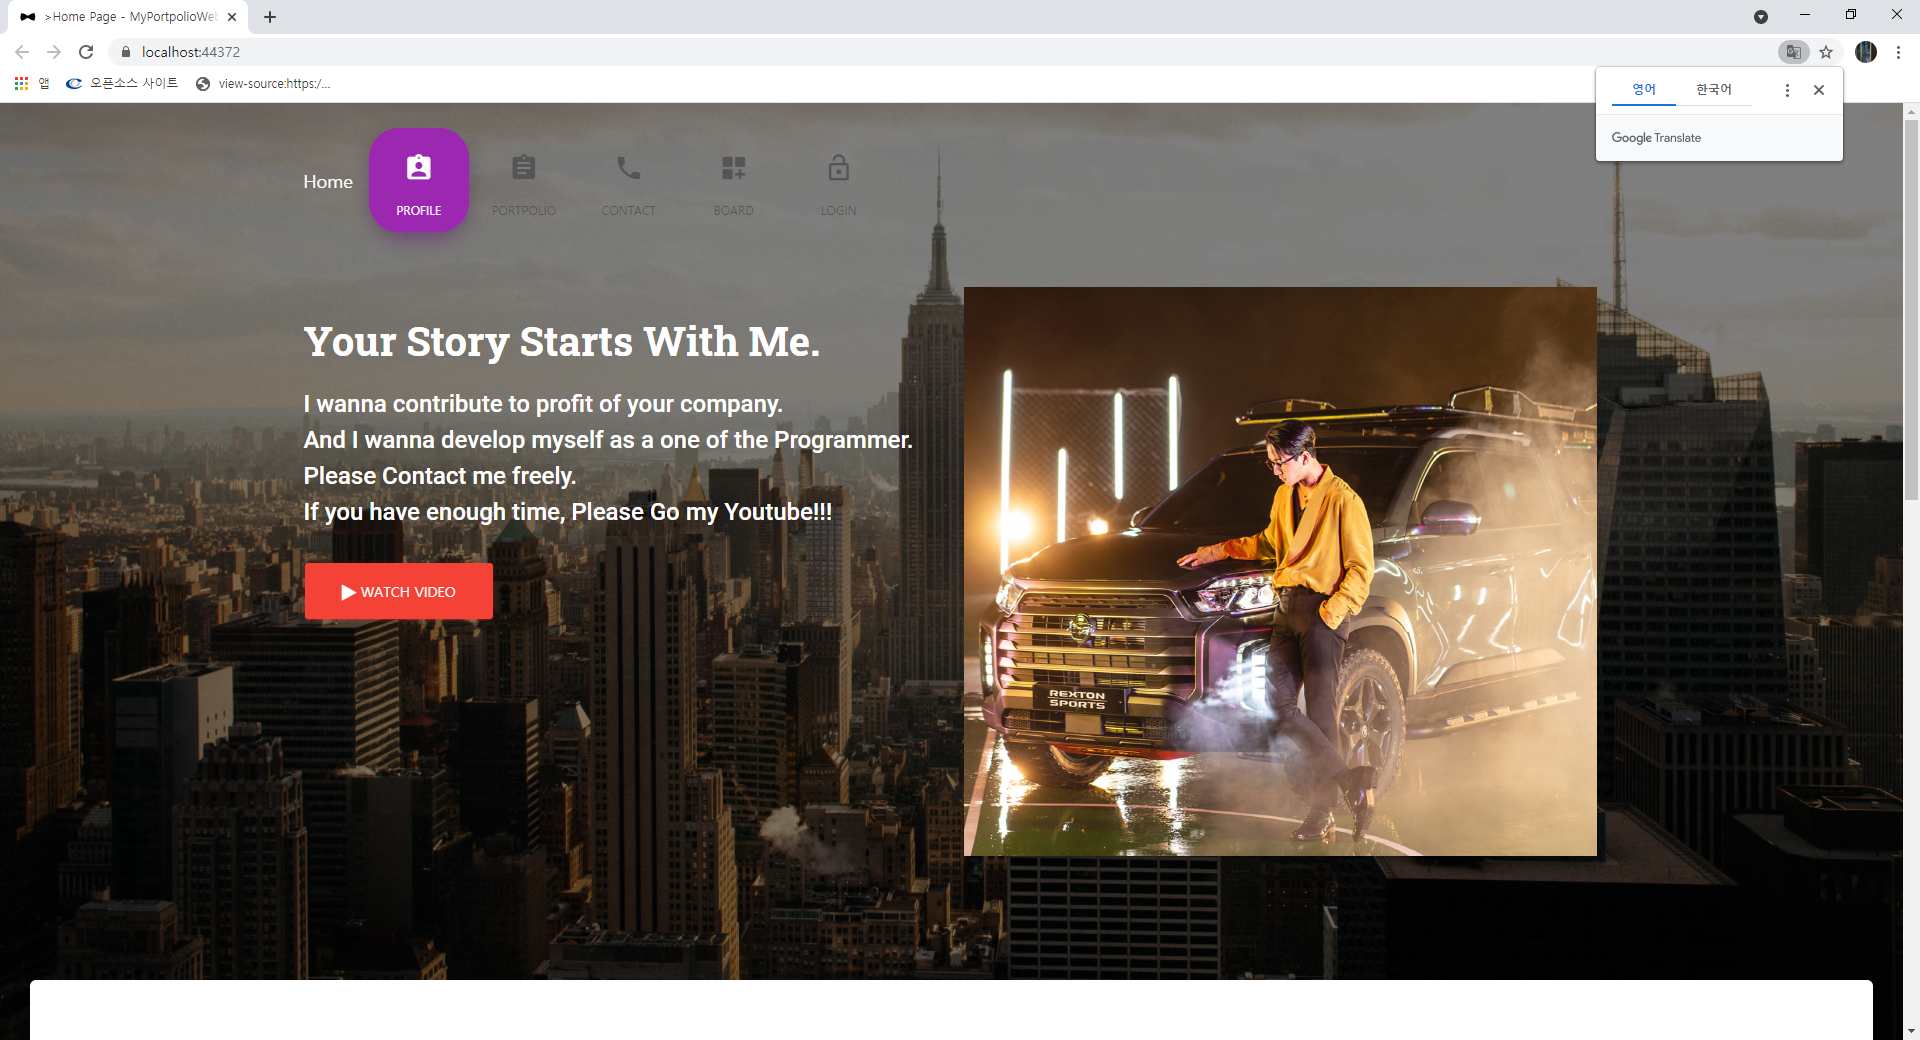 >Home Page - MyPortpolioWeb
localhost:44372
앱
오픈소스 사이트
view-source:https:/...
영어
한국어
Google Translate
Home
PROFILE
PORTPOLIO
CONTACT
BOARD
LOGIN
Your Story Starts With Me.
I wanna contribute to profit of your company.
And I wanna develop myself as a one of the Programmer.
Please Contact me freely.
If you have enough time, Please Go my Youtube!!!
WATCH VIDEO
REXTON
SPORTS